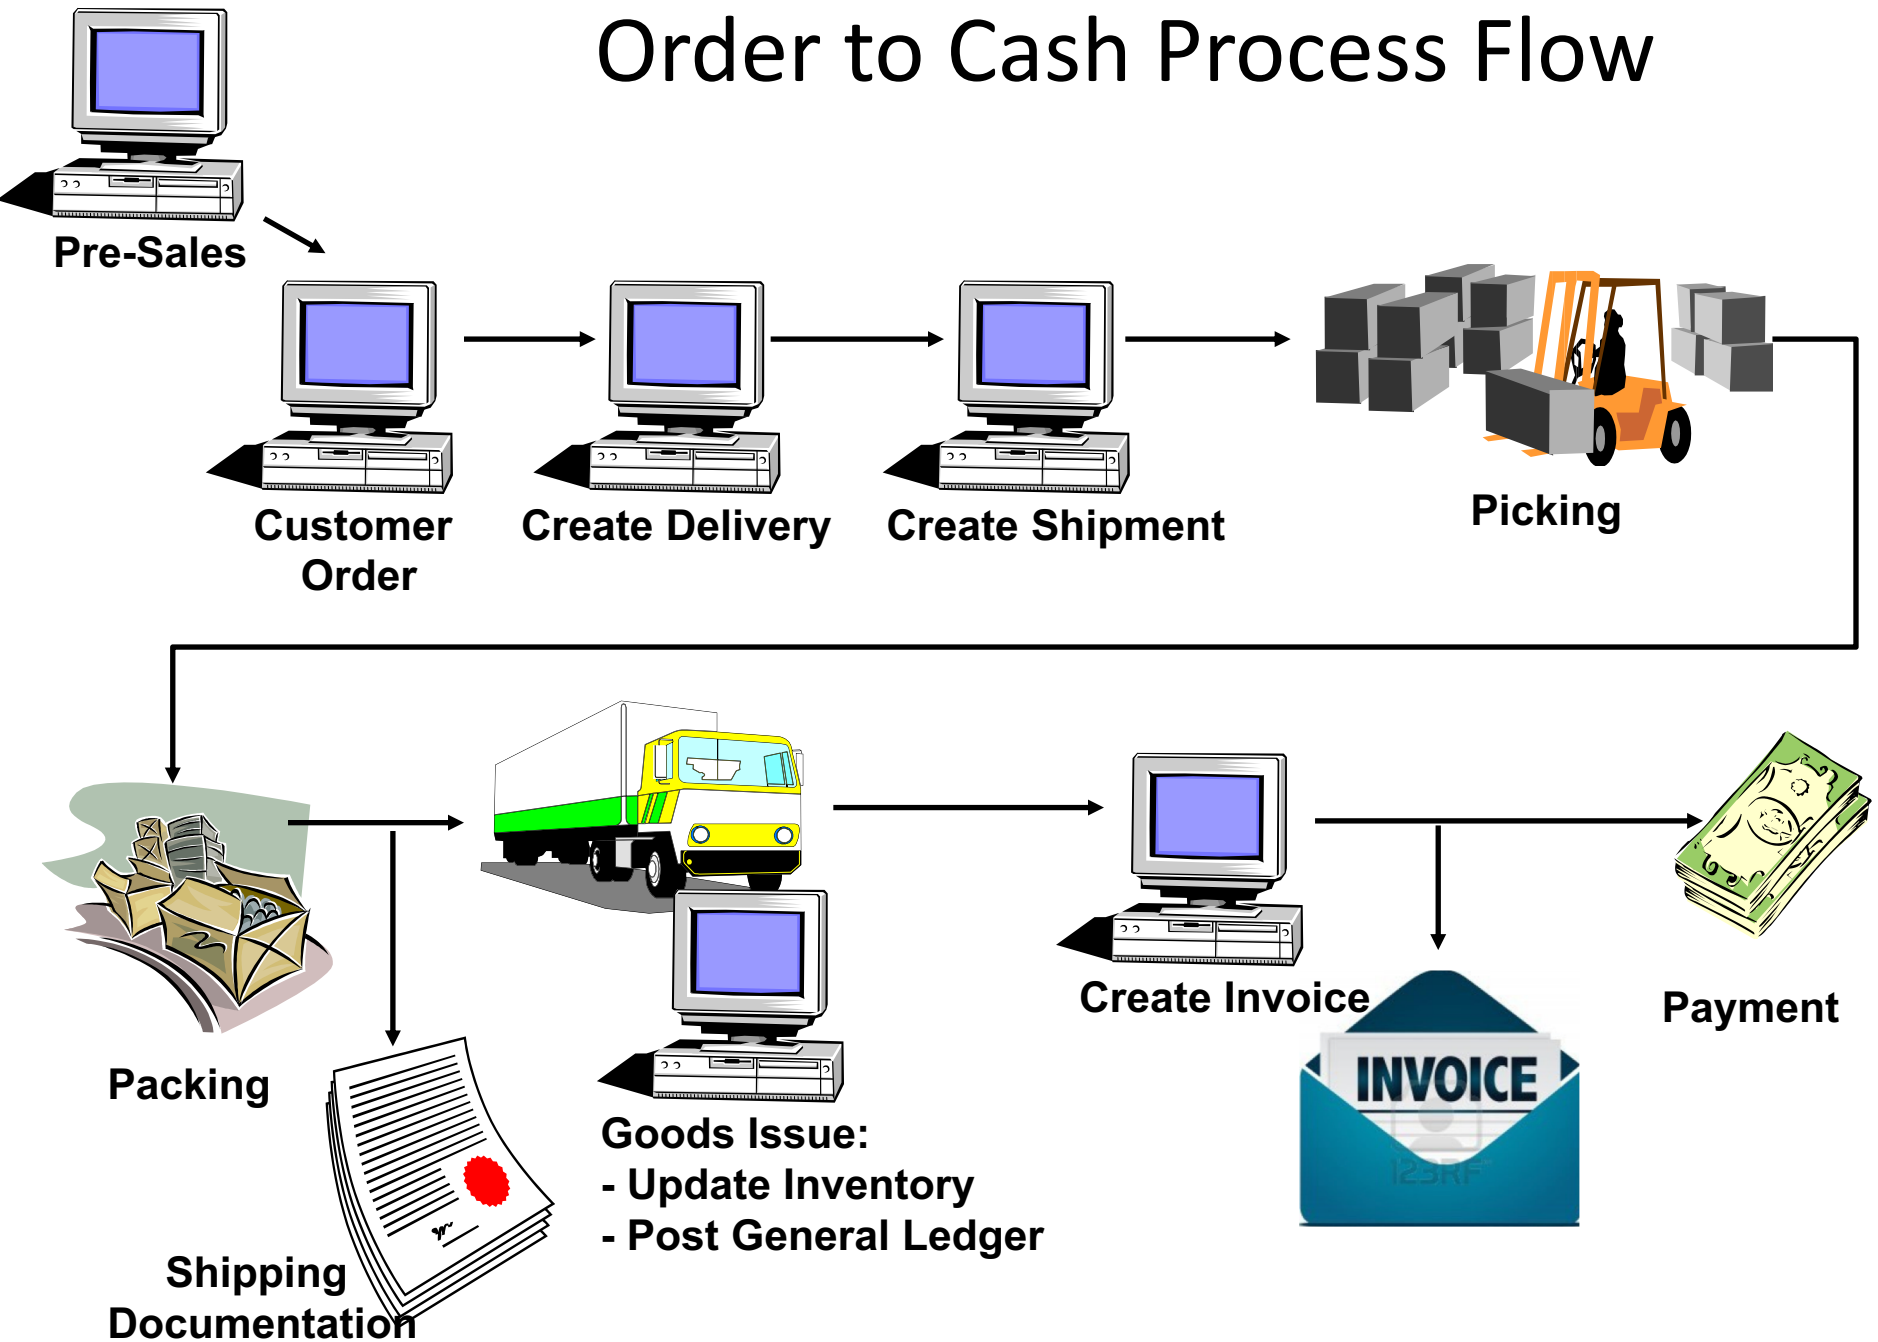 Order to Cash Process Flow
Pre-Sales
Customer
Order
Create Delivery
Create Shipment
Picking
Packing
Shipping
Documentation
Goods Issue:
- Update Inventory
- Post General Ledger
Create Invoice
INVOICE
123RF
Payment